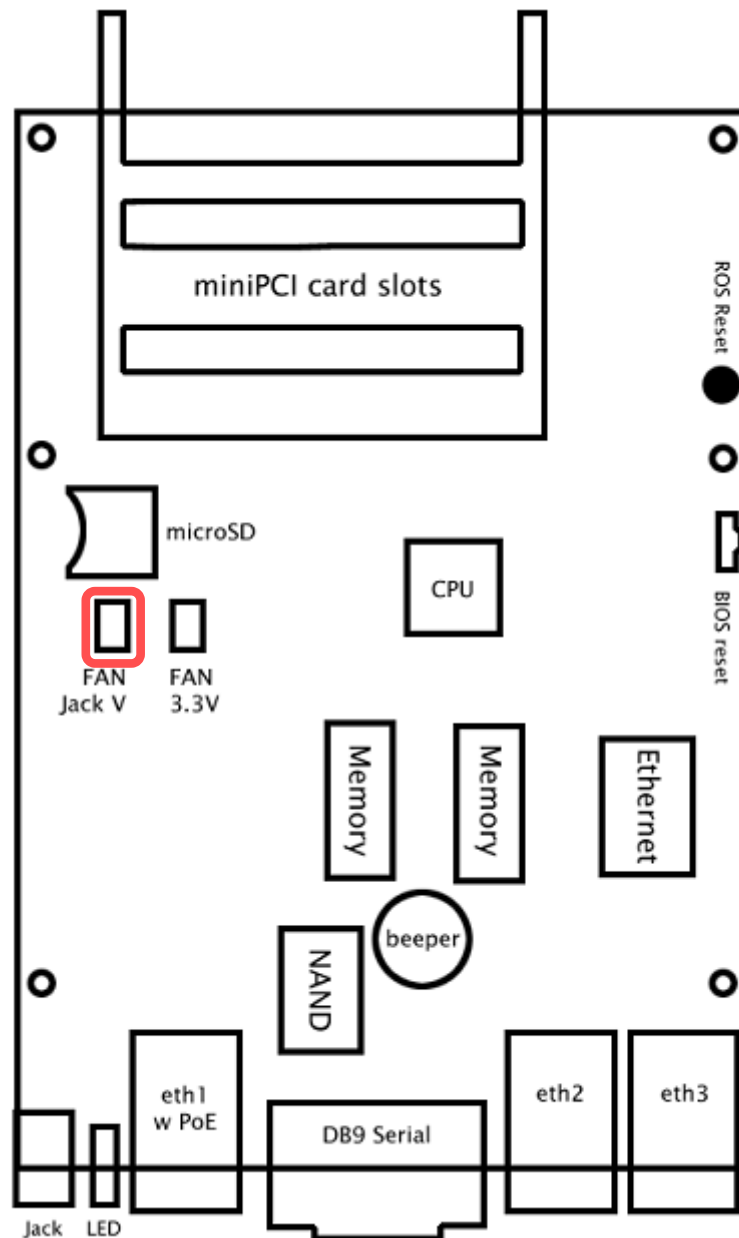 miniPCI card slots
ROS Reset
microSD
CPU
BIOS reset
FAN
Jack V
FAN
3.3V
Memory
Memory
Ethernet
beeper
NAND
eth1
w PoE
DB9 Serial
eth2
eth3
Jack
LED